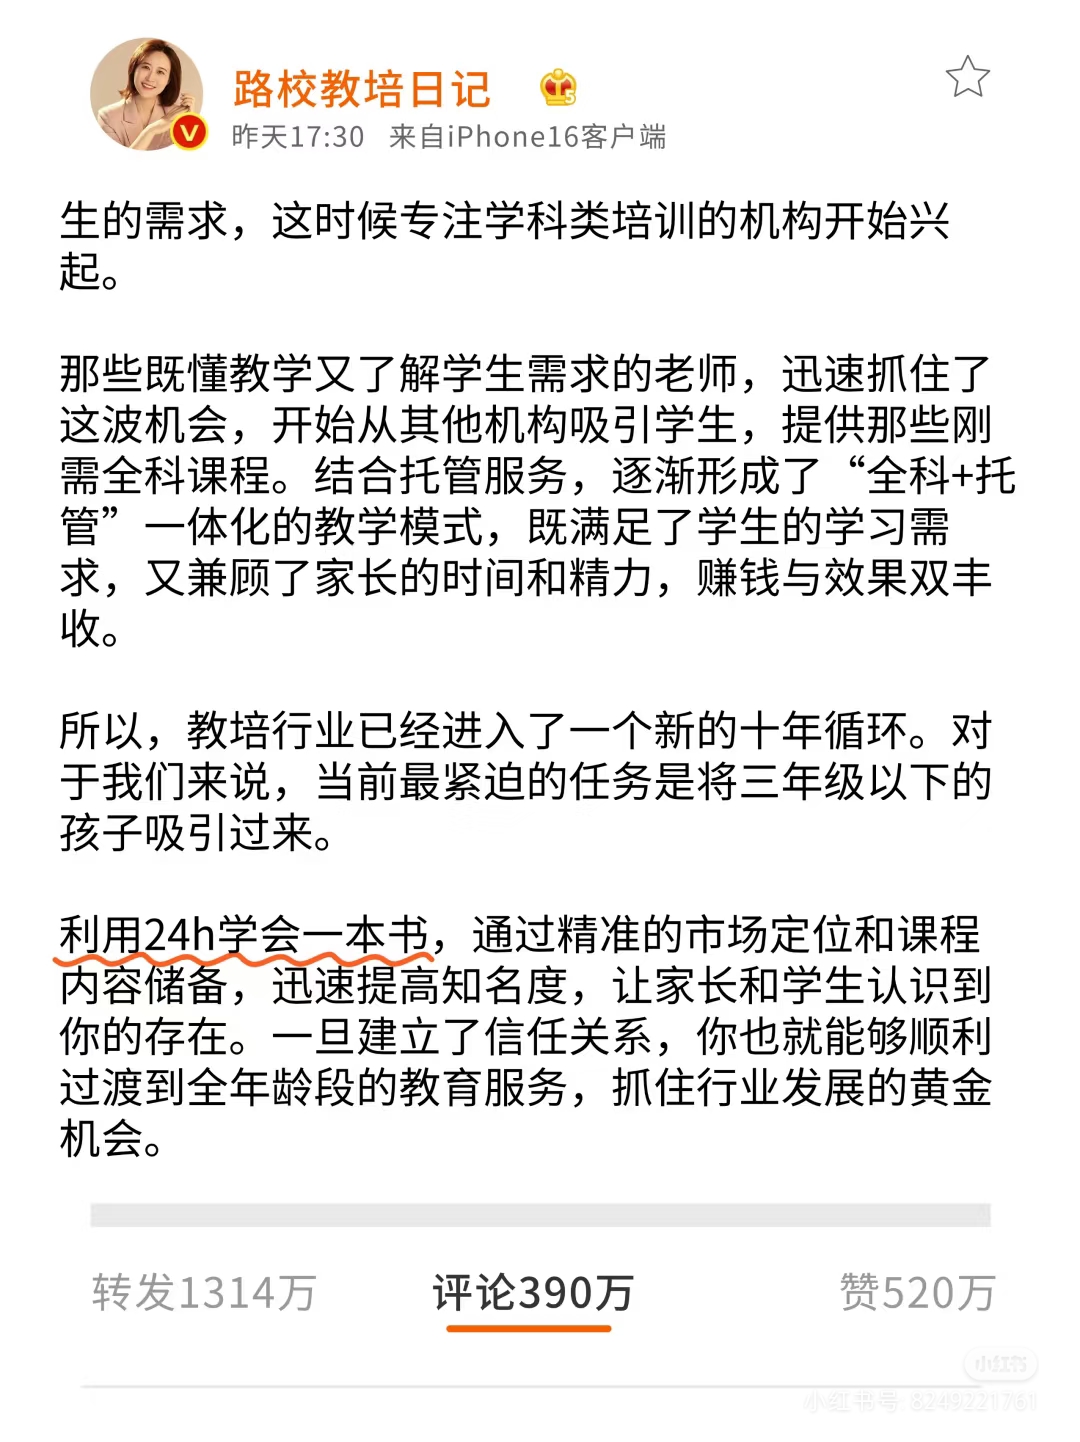 路校教培日记
昨天17:30 来自iPhone16客户端
生的需求，这时候专注学科类培训的机构开始兴
起。
那些既懂教学又了解学生需求的老师，迅速抓住了
这波机会，开始从其他机构吸引学生，提供那些刚
需全科课程。结合托管服务，逐渐形成了“全科+托
管”一体化的教学模式，既满足了学生的学习需
求，又兼顾了家长的时间和精力，赚钱与效果双丰
收。
所以，教培行业已经进入了一个新的十年循环。对
于我们来说，当前最紧迫的任务是将三年级以下的
孩子吸引过来。
利用24h学会一本书，通过精准的市场定位和课程
内容储备，迅速提高知名度，让家长和学生认识到
你的存在。一旦建立了信任关系，你也就能够顺利
过渡到全年龄段的教育服务，抓住行业发展的黄金
机会。
转发1314万 评论390万 赞520万
小红书
小红书号: 8249221761